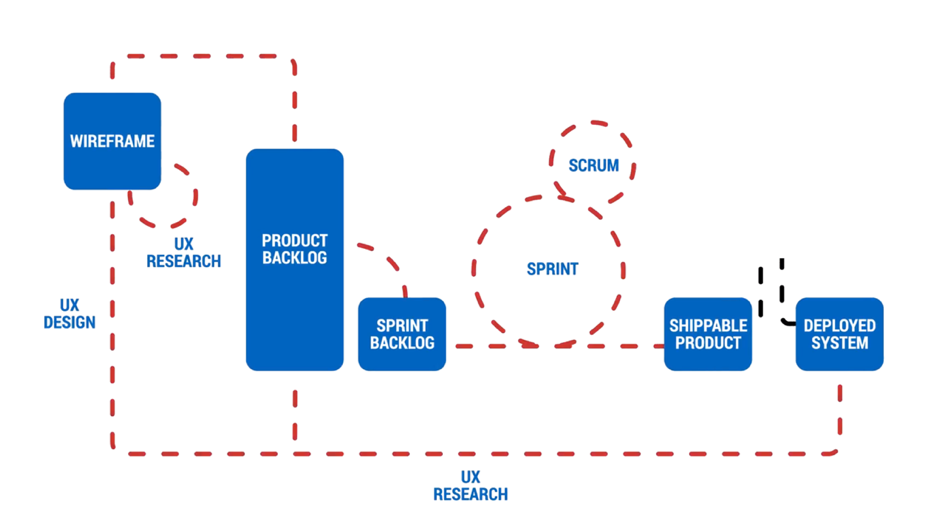 WIREFRAME
UX
RESEARCH
UX
DESIGN
PRODUCT
BACKLOG
SPRINT
BACKLOG
SCRUM
SPRINT
SHIPPABLE
PRODUCT
DEPLOYED
SYSTEM
UX
RESEARCH